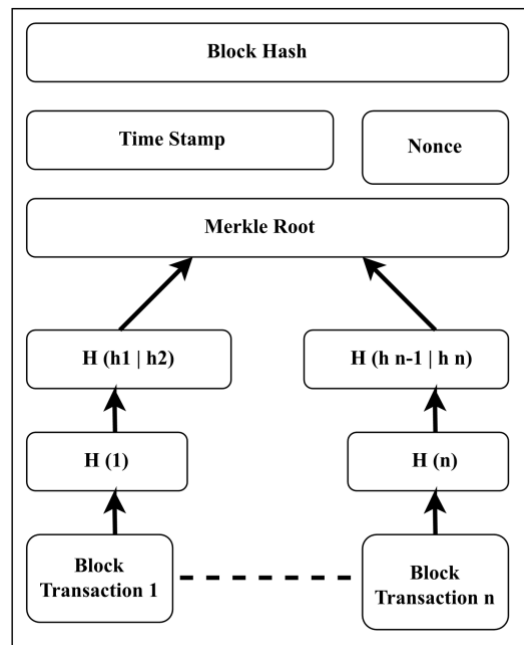 Block Hash
Time Stamp
Nonce
Merkle Root
H (h1 | h2)
H (h n-1 | h n)
H (1)
H (n)
Block
Transaction 1
Block
Transaction n